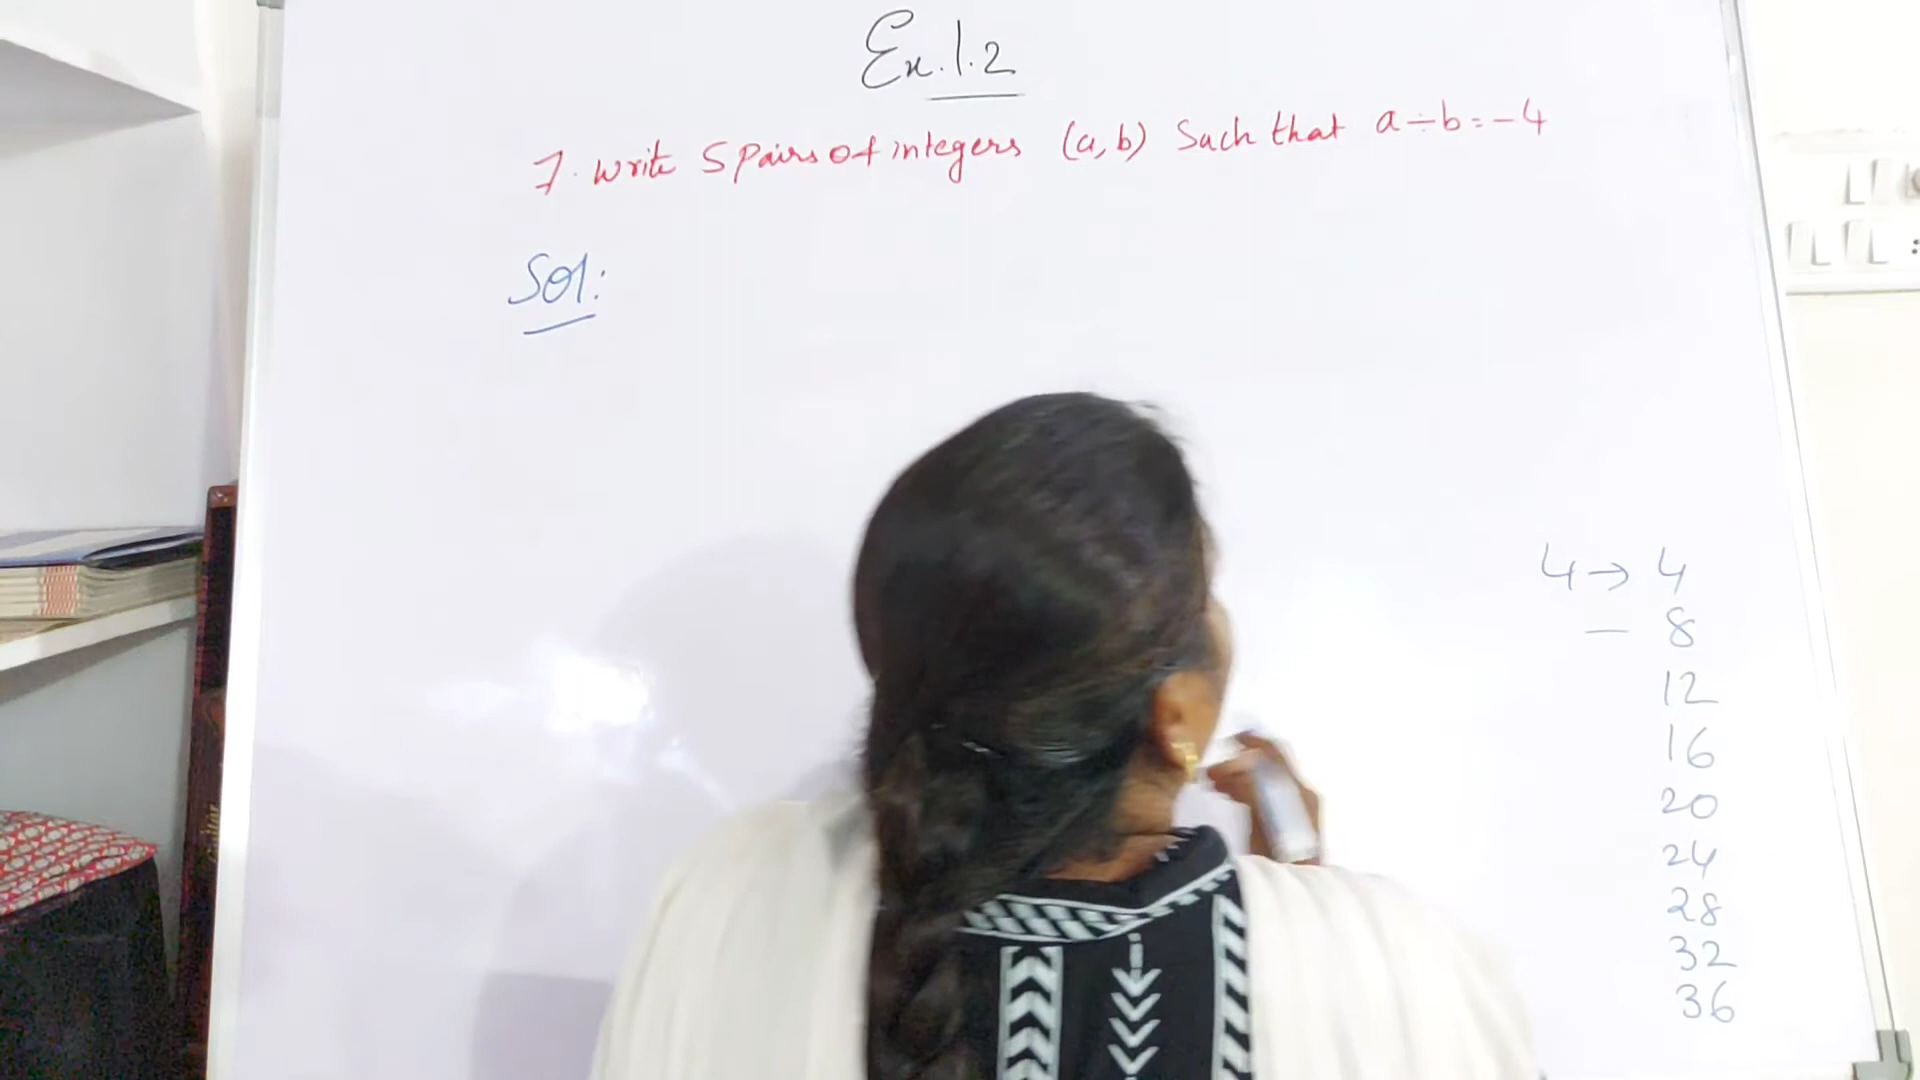 Ex.1.2
7. Write 5 Pairs of integers (a, b) Such that a ÷ b = -4
Sol:
4 → 4
— 8
12
16
20
24
28
32
36